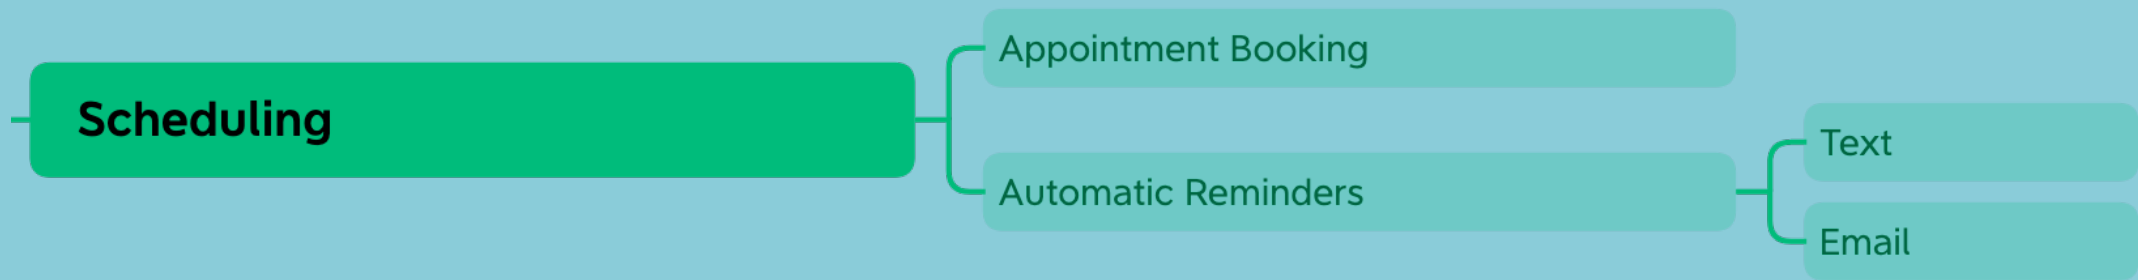 Scheduling
Appointment Booking
Automatic Reminders
Text
Email